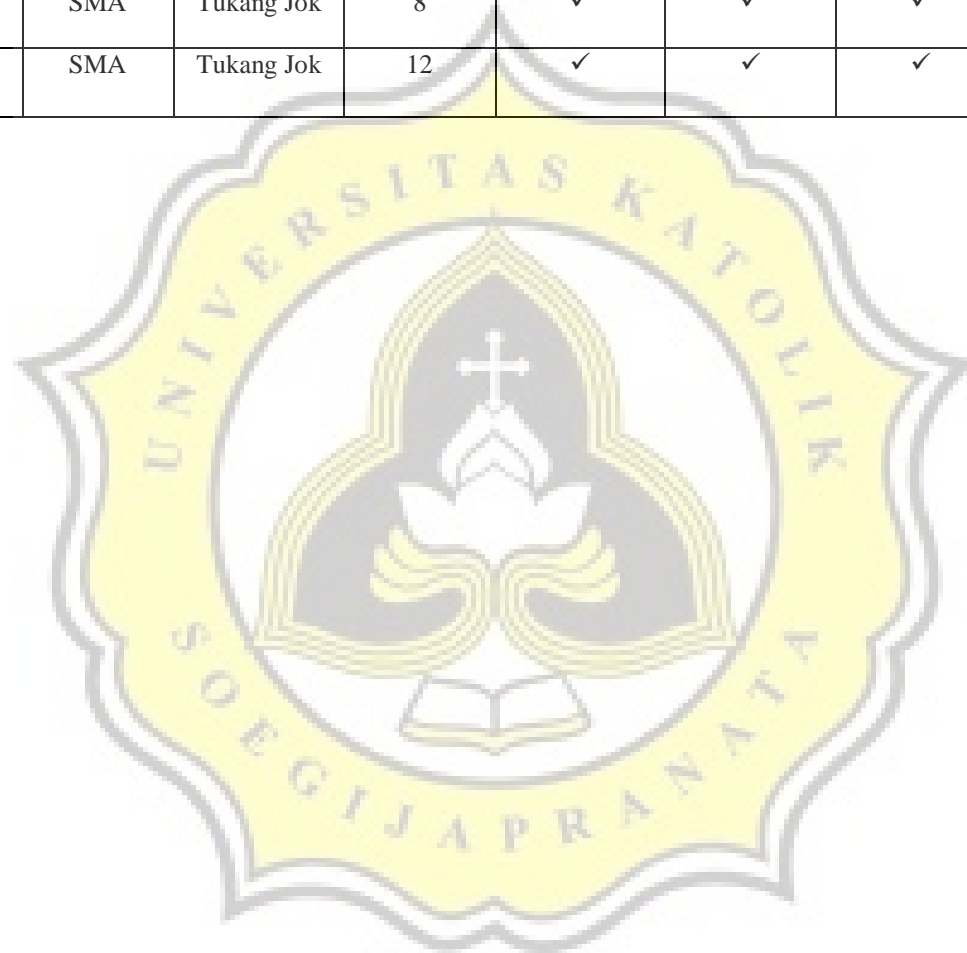 SMA Tukang Jok 8 ✓ ✓ ✓
SMA Tukang Jok 12 ✓ ✓ ✓
UNIVERSITAS KATOLIK
SOEGIJAPRANATA